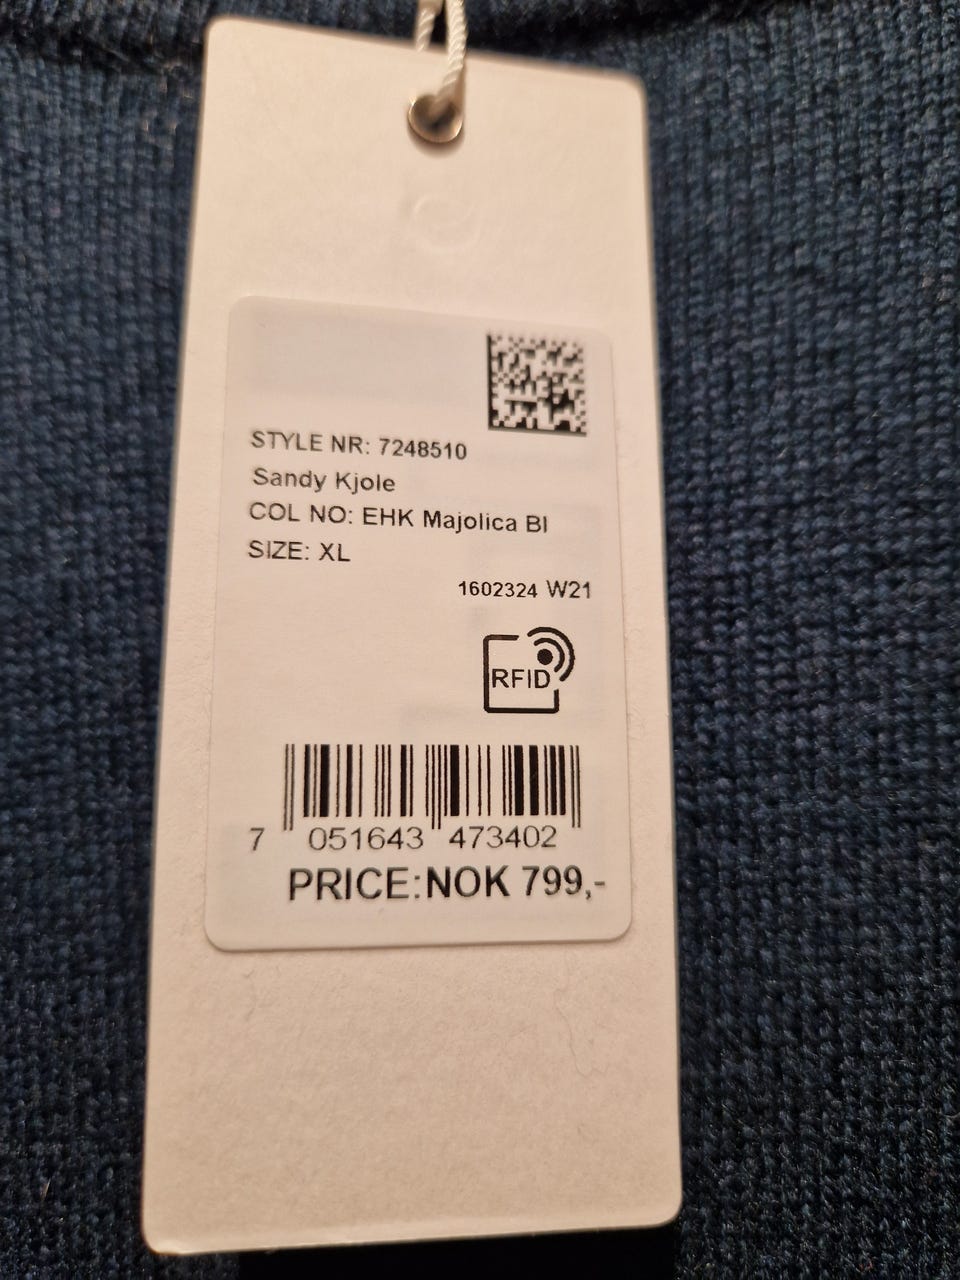 STYLE NR: 7248510
Sandy Kjole
COL NO: EHK Majolica Bl
SIZE: XL
1602324 W21
RFID
7 051643 473402
PRICE:NOK 799,-